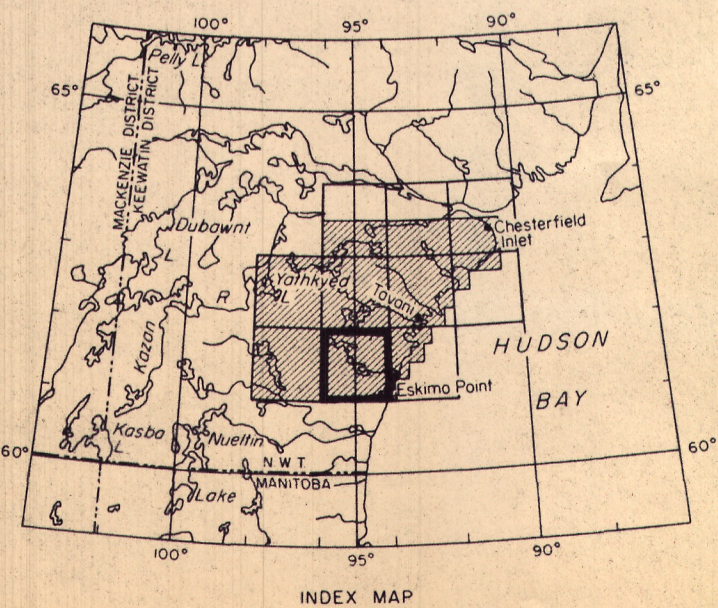 100°
95°
90°
Pelly L.
65°
65°
MACKENZIE DISTRICT
KEEWATIN DISTRICT
Dubawnt
L
Chesterfield
Inlet
Yathkyed
L.
R
Tavani
Kazan
HUDSON
BAY
Eskimo Point
Kasba
L.
Nueltin
Lake
60°
60°
N.W.T.
MANITOBA
100°
95°
90°
INDEX MAP